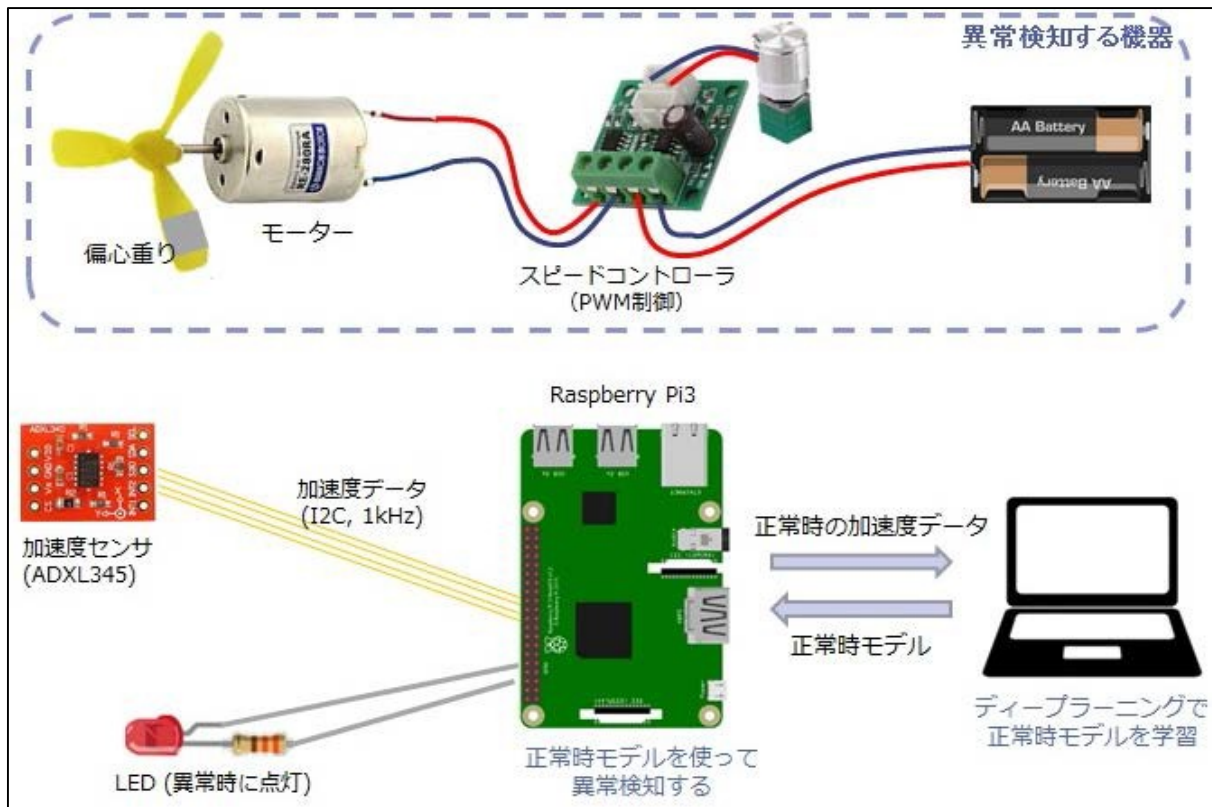 異常検知する機器
RE-280RA
AA Battery
AA Battery
モーター
偏心重り
スピードコントローラ
(PWM制御)
Raspberry Pi3
ADXL345
加速度データ
(I2C, 1kHz)
加速度センサ
(ADXL345)
正常時の加速度データ
正常時モデル
ディープラーニングで
正常時モデルを学習
正常時モデルを使って
異常検知する
LED (異常時に点灯)